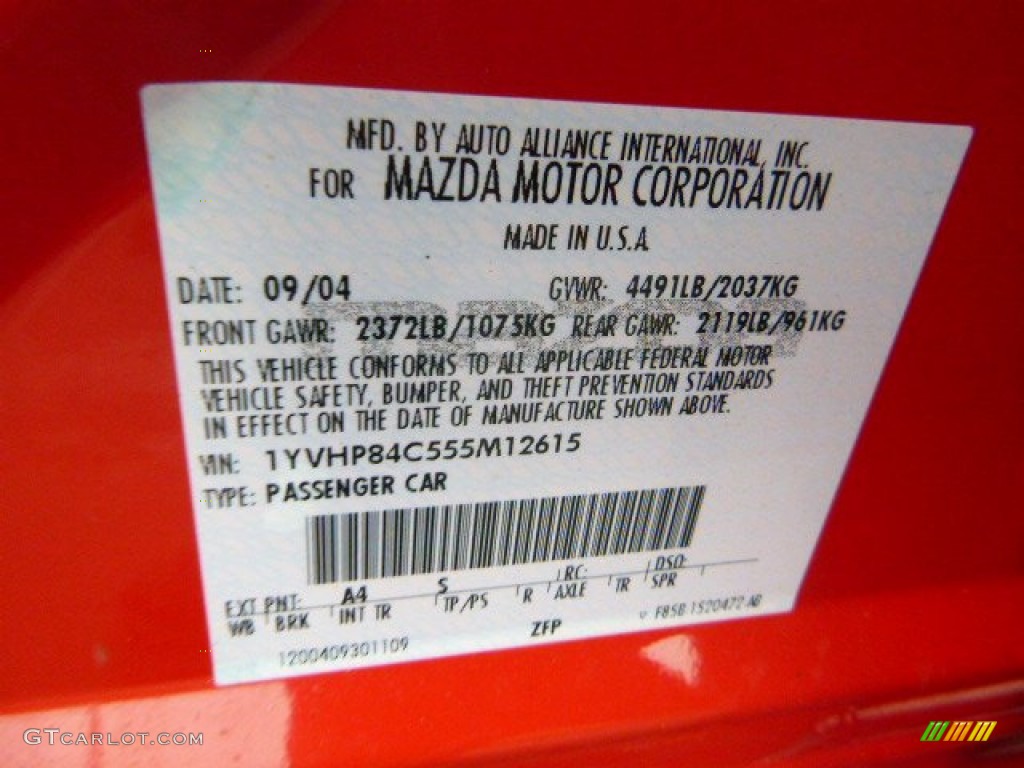 MFD. BY AUTO ALLIANCE INTERNATIONAL, INC.
FOR MAZDA MOTOR CORPORATION
MADE IN U.S.A
DATE: 09/04 GVWR: 4491LB/2037KG
FRONT GAWR: 2372LB/1075KG REAR GAWR: 2119LB/961KG
THIS VEHICLE CONFORMS TO ALL APPLICABLE FEDERAL MOTOR
VEHICLE SAFETY, BUMPER, AND THEFT PREVENTION STANDARDS
IN EFFECT ON THE DATE OF MANUFACTURE SHOWN ABOVE.
VIN: 1YVHP84C555M12615
TYPE: PASSENGER CAR
EXT PNT: A4 S RC: DSO:
WB BRK INT TR TP/PS R AXLE TR SPR
ZFP F85B-1520472-AB
1200409301109
GTCARLOT.COM